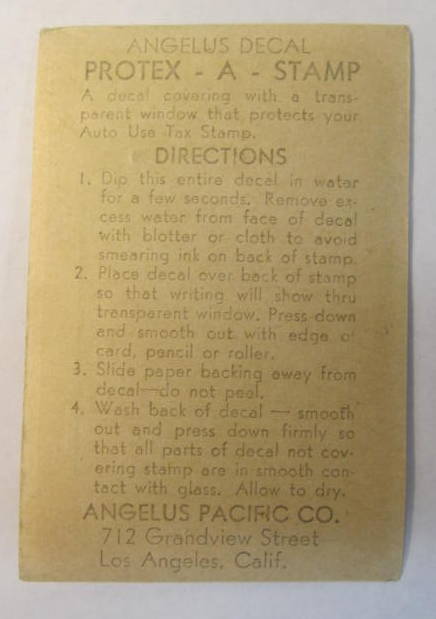 ANGELUS DECAL
PROTEX - A - STAMP
A decal covering with a trans-
parent window that protects your
Auto Use Tax Stamp.
DIRECTIONS
1. Dip this entire decal in water
for a few seconds. Remove ex-
cess water from face of decal
with blotter or cloth to avoid
smearing ink on back of stamp.
2. Place decal over back of stamp
so that writing will show thru
transparent window. Press down
and smooth out with edge of
card, pencil or roller.
3. Slide paper backing away from
decal—do not peel.
4. Wash back of decal — smooth
out and press down firmly so
that all parts of decal not cov-
ering stamp are in smooth con-
tact with glass. Allow to dry.
ANGELUS PACIFIC CO.
712 Grandview Street
Los Angeles, Calif.